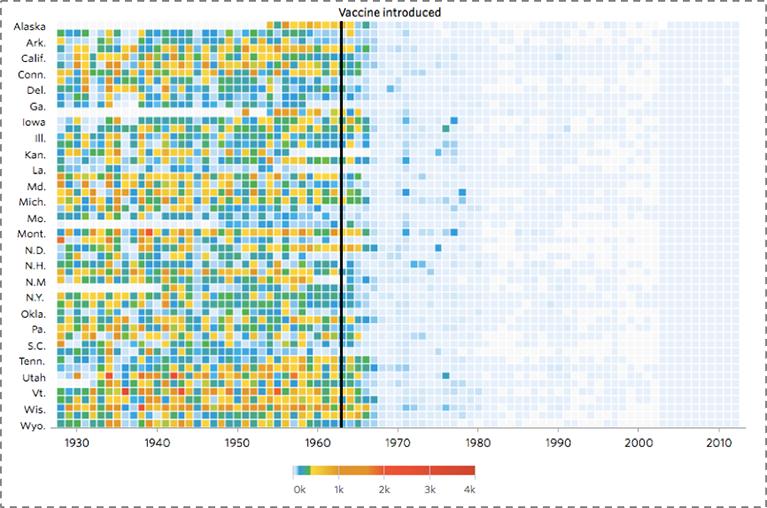 Vaccine introduced
Alaska
Ark.
Calif.
Conn.
Del.
Ga.
Iowa
Ill.
Kan.
La.
Md.
Mich.
Mo.
Mont.
N.D.
N.H.
N.M
N.Y.
Okla.
Pa.
S.C.
Tenn.
Utah
Vt.
Wis.
Wyo.
1930 1940 1950 1960 1970 1980 1990 2000 2010
0k 1k 2k 3k 4k